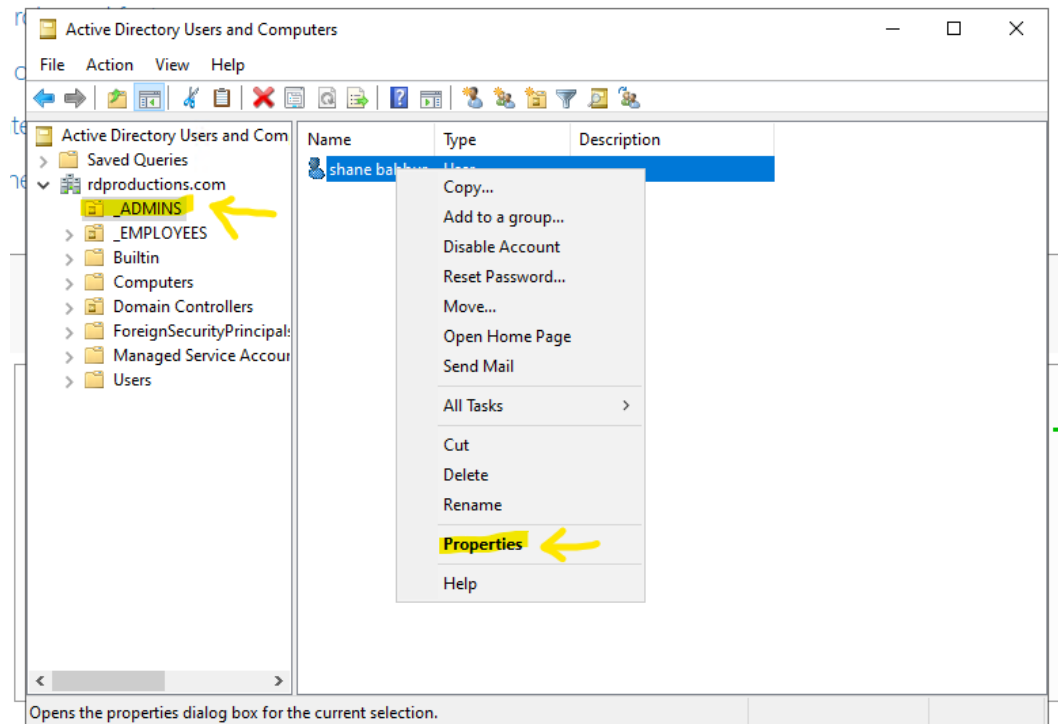 Active Directory Users and Computers
File Action View Help
Active Directory Users and Com
Saved Queries
rdproductions.com
_ADMINS
_EMPLOYEES
Builtin
Computers
Domain Controllers
ForeignSecurityPrincipals
Managed Service Accour
Users
Name Type Description
shane
Copy...
Add to a group...
Disable Account
Reset Password...
Move...
Open Home Page
Send Mail
All Tasks
Cut
Delete
Rename
Properties
Help
Opens the properties dialog box for the current selection.